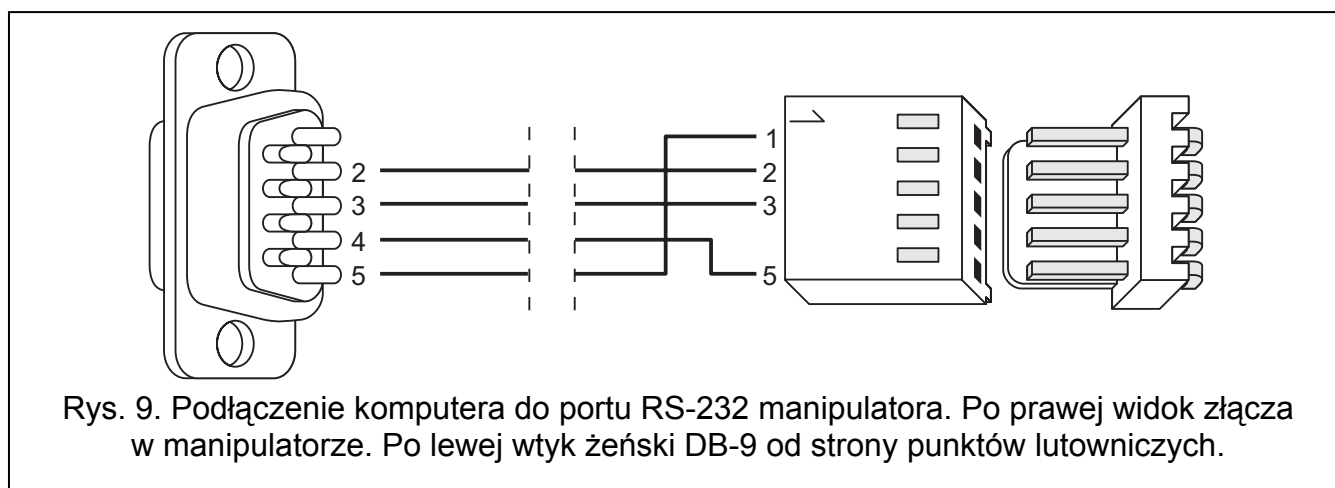 1
2 2
3 3
4
5 5
Rys. 9. Podłączenie komputera do portu RS-232 manipulatora. Po prawej widok złącza
w manipulatorze. Po lewej wtyk żeński DB-9 od strony punktów lutowniczych.